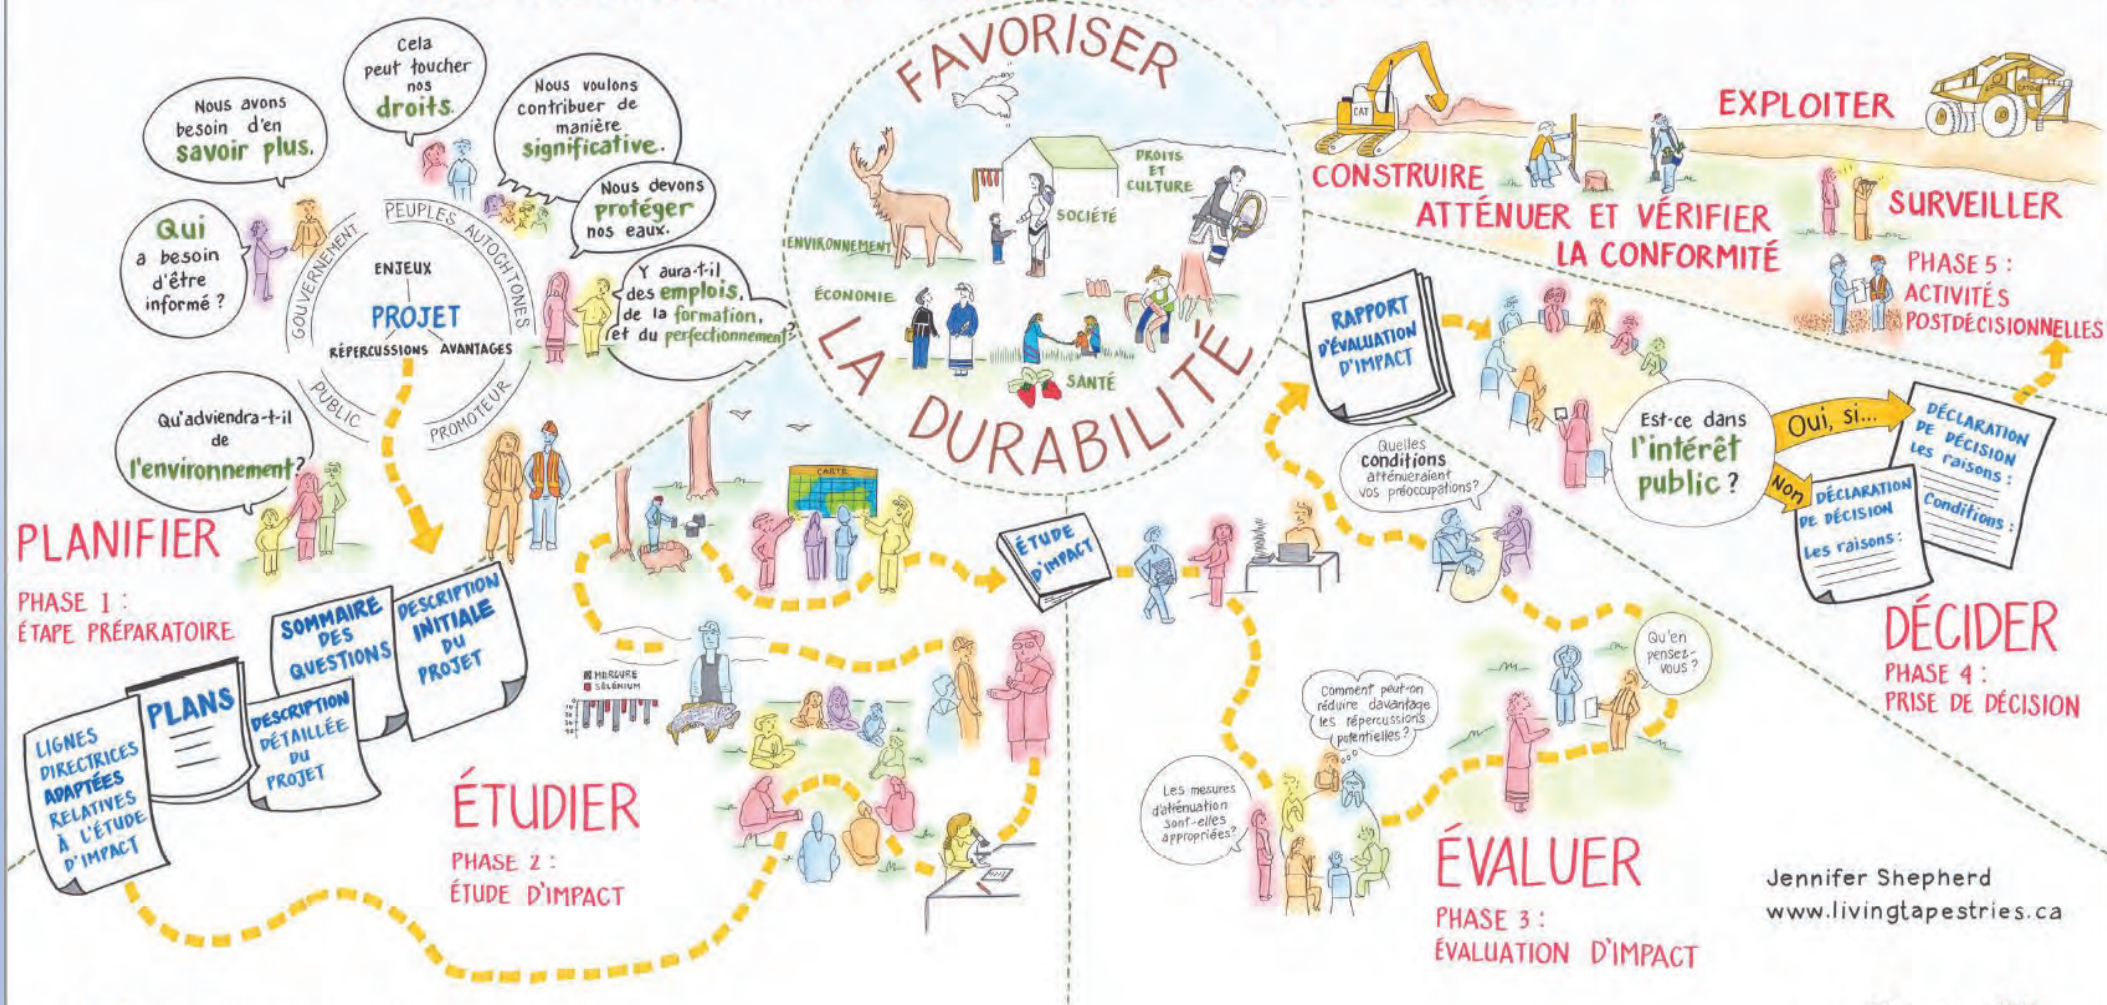 FAVORISER
LA DURABILITÉ
ENVIRONNEMENT
SOCIÉTÉ
DROITS
ET
CULTURE
ÉCONOMIE
SANTÉ
Nous avons
besoin d'en
savoir plus.
Cela
peut toucher
nos
droits.
Nous voulons
contribuer de
manière
significative.
Nous devons
protéger
nos eaux.
Qui
a besoin
d'être
informé ?
Y aura-t-il
des emplois,
de la formation,
et du perfectionnement?
GOUVERNEMENT
PEUPLES AUTOCHTONES
PUBLIC
PROMOTEUR
ENJEUX
PROJET
RÉPERCUSSIONS AVANTAGES
Qu'adviendra-t-il
de
l'environnement?
PLANIFIER
PHASE 1 :
ÉTAPE PRÉPARATOIRE
LIGNES
DIRECTRICES
ADAPTÉES
RELATIVES
À L'ÉTUDE
D'IMPACT
PLANS
SOMMAIRE
DES
QUESTIONS
DESCRIPTION
DÉTAILLÉE
DU
PROJET
DESCRIPTION
INITIALE
DU
PROJET
CARTE
MERCURE
SÉLÉNIUM
ÉTUDIER
PHASE 2 :
ÉTUDE D'IMPACT
ÉTUDE
D'IMPACT
Les mesures
d'atténuation
sont-elles
appropriées?
Comment peut-on
réduire davantage
les répercussions
potentielles?
Qu'en
pensez-
vous ?
Quelles
conditions
atténueraient
vos préoccupations?
ÉVALUER
PHASE 3 :
ÉVALUATION D'IMPACT
RAPPORT
D'ÉVALUATION
D'IMPACT
Est-ce dans
l'intérêt
public ?
Oui, si...
Non
DÉCLARATION
DE DÉCISION
Les raisons :
Conditions :
DÉCLARATION
DE DÉCISION
Les raisons :
DÉCIDER
PHASE 4 :
PRISE DE DÉCISION
CAT
CONSTRUIRE
EXPLOITER
ATTÉNUER ET VÉRIFIER
LA CONFORMITÉ
SURVEILLER
PHASE 5 :
ACTIVITÉS
POSTDÉCISIONNELLES
Jennifer Shepherd
www.livingtapestries.ca